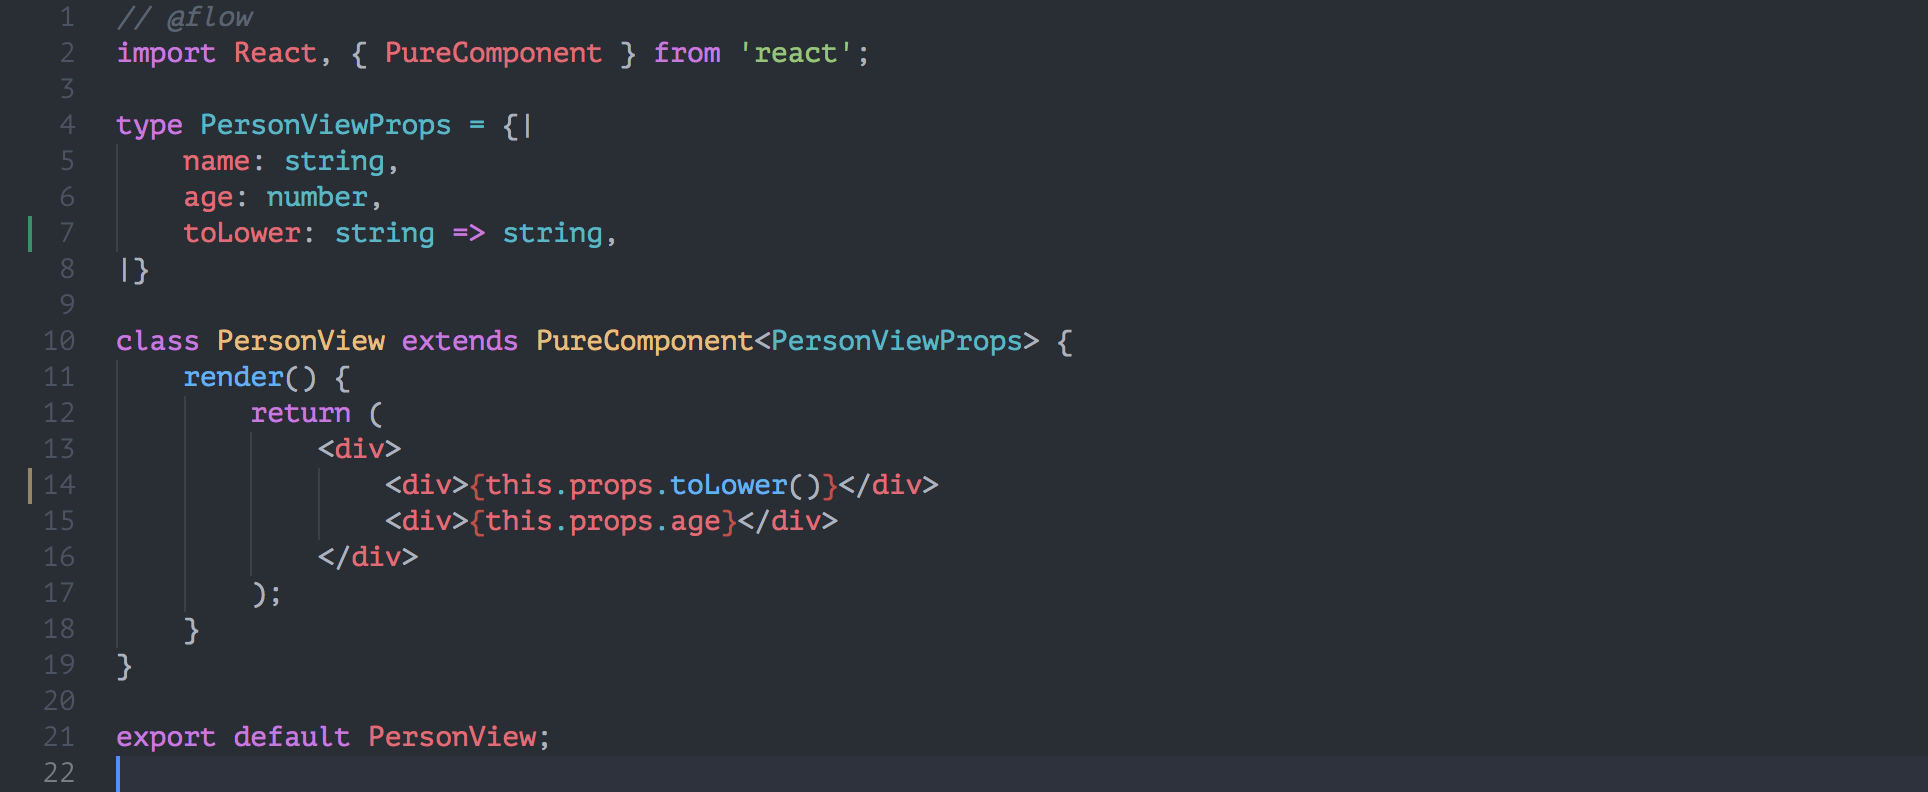 1 // @flow
2 import React, { PureComponent } from 'react';
3
4 type PersonViewProps = {|
5     name: string,
6     age: number,
7     toLower: string => string,
8 |}
9
10 class PersonView extends PureComponent<PersonViewProps> {
11     render() {
12         return (
13             <div>
14                 <div>{this.props.toLower()}</div>
15                 <div>{this.props.age}</div>
16             </div>
17         );
18     }
19 }
20
21 export default PersonView;
22